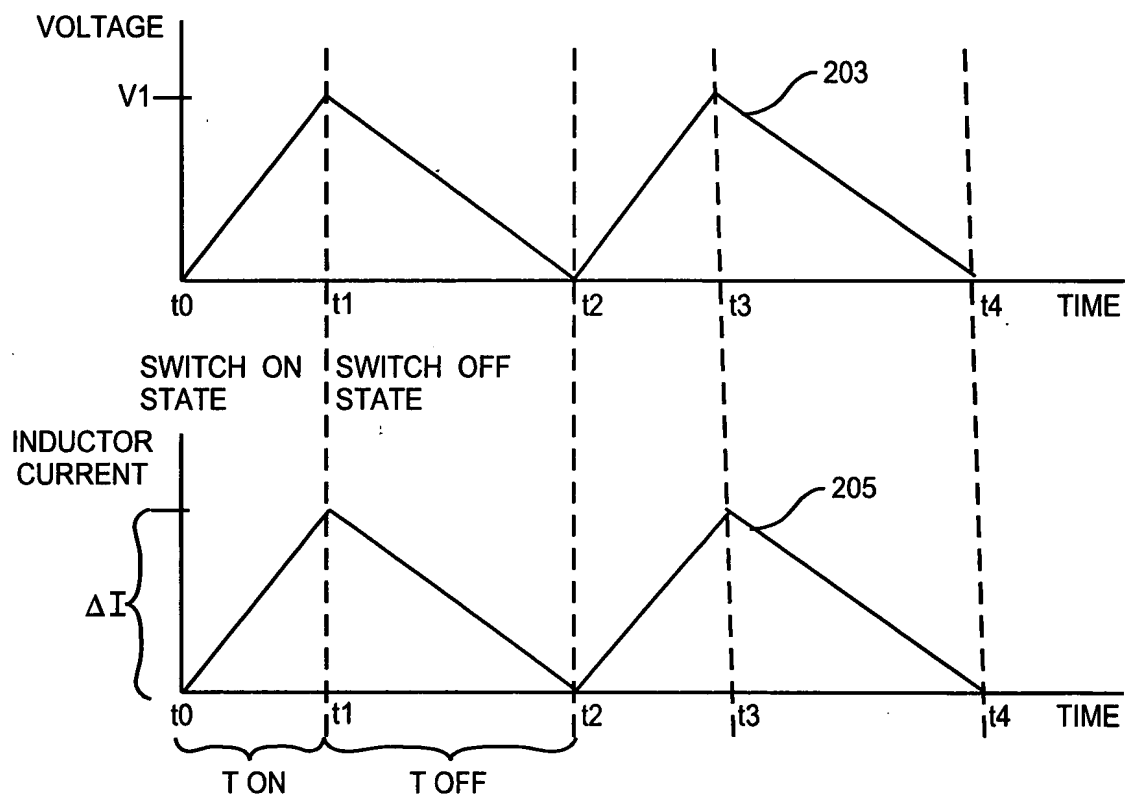 VOLTAGE
V1
203
t0
t1
t2
t3
t4
TIME
SWITCH ON
STATE
SWITCH OFF
STATE
INDUCTOR
CURRENT
205
ΔI
t0
t1
t2
t3
t4
TIME
T ON
T OFF